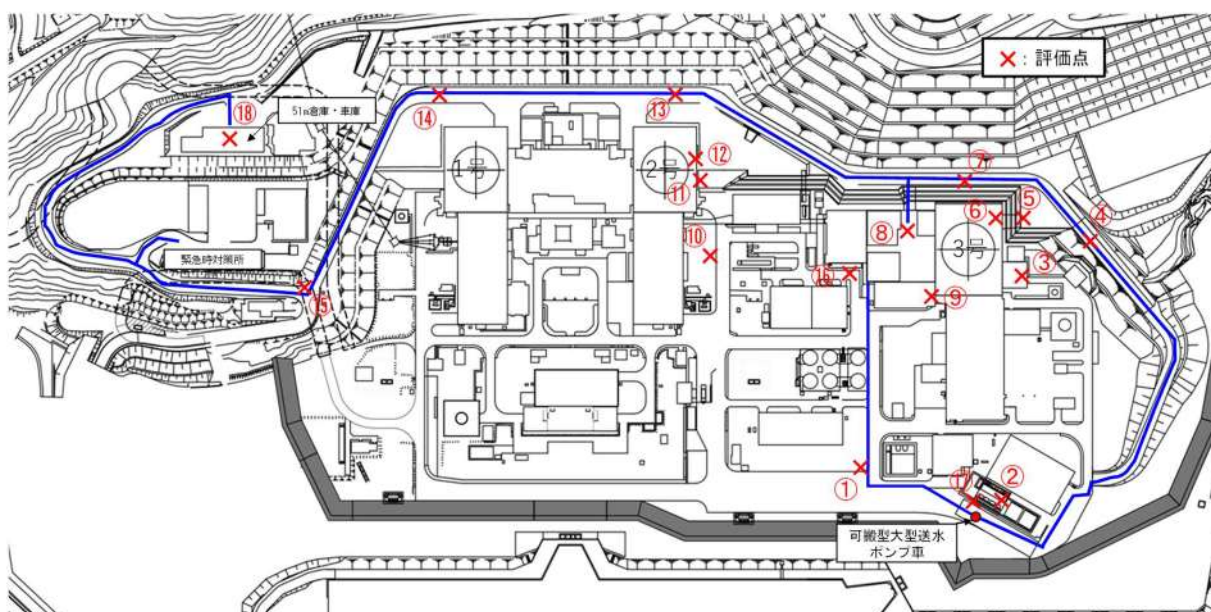 ×：評価点
⑱
51m倉庫・車庫
⑭
⑬
1号
2号
⑫
⑪
⑦
⑥
⑤
④
⑧
3号
③
緊急時対策所
⑩
⑯
⑮
⑨
①
⑰
②
可搬型大型送水
ポンプ車